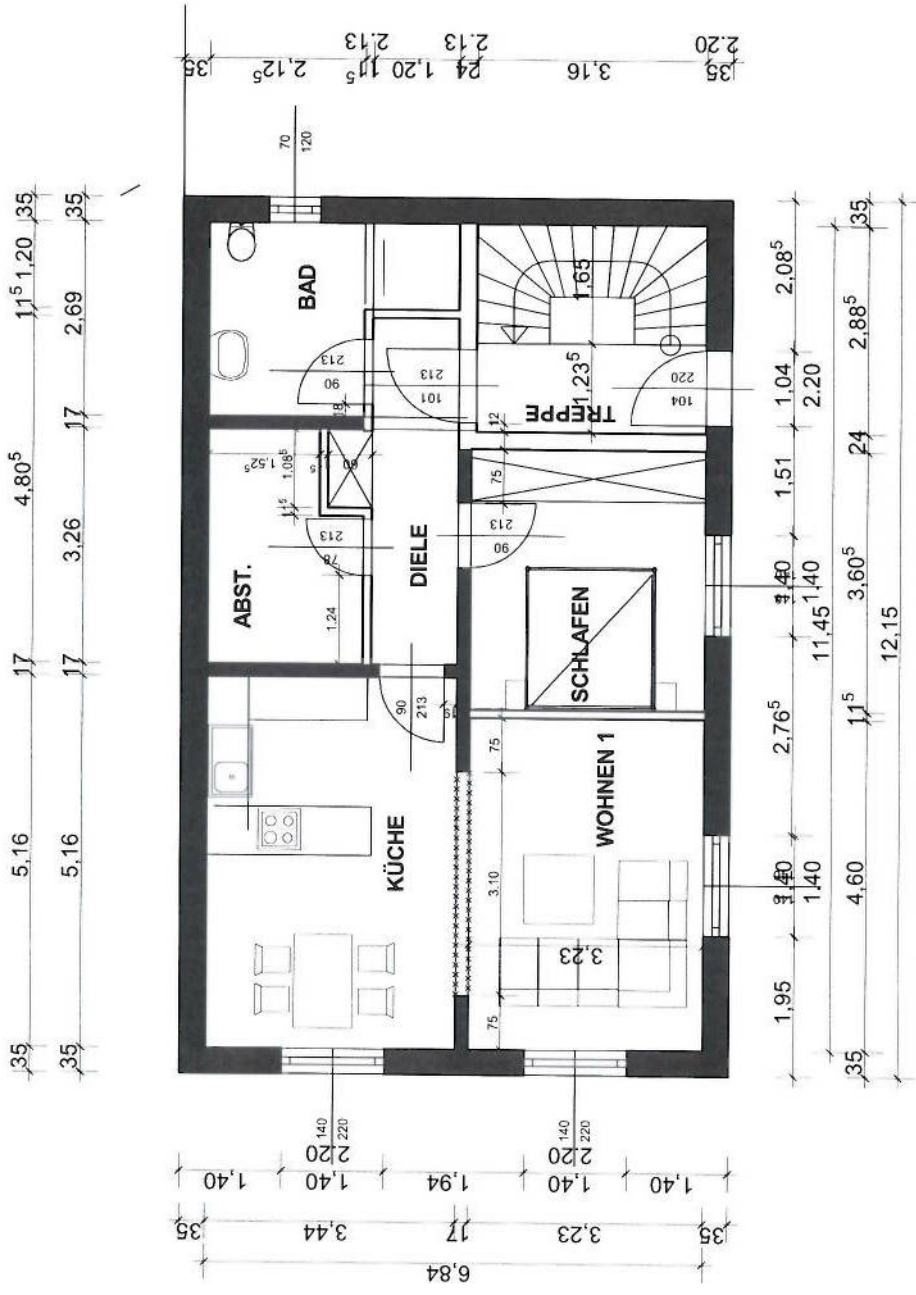 35 5,16 17 4,80⁵ 11⁵ 1,20 35
35 5,16 17 3,26 17 2,69 35
6,84
35 3,44 17 3,23 35
1,40 1,40 1,94 1,40 1,40
2.20 2.20
140
220
140
220
KÜCHE
90
213
ABST.
1,24
78
213
11⁵
1,08⁵
1,52⁵
5
60
BAD
18
90
213
70
120
DIELE
101
213
WOHNEN 1
75 3,10 75
3,23
SCHLAFEN
90
213
75
12
TREPPE
1,23⁵
1,65
104
220
35 2,12⁵ 11⁵ 1,20 24 3,16 35
2.13 2.13 2.20
1,95 1,40 2,76⁵ 1,40 1,51 1,04 2,08⁵
1.40 1.40 2.20
11,45
35 4,60 11⁵ 3,60⁵ 24 2,88⁵ 35
12,15